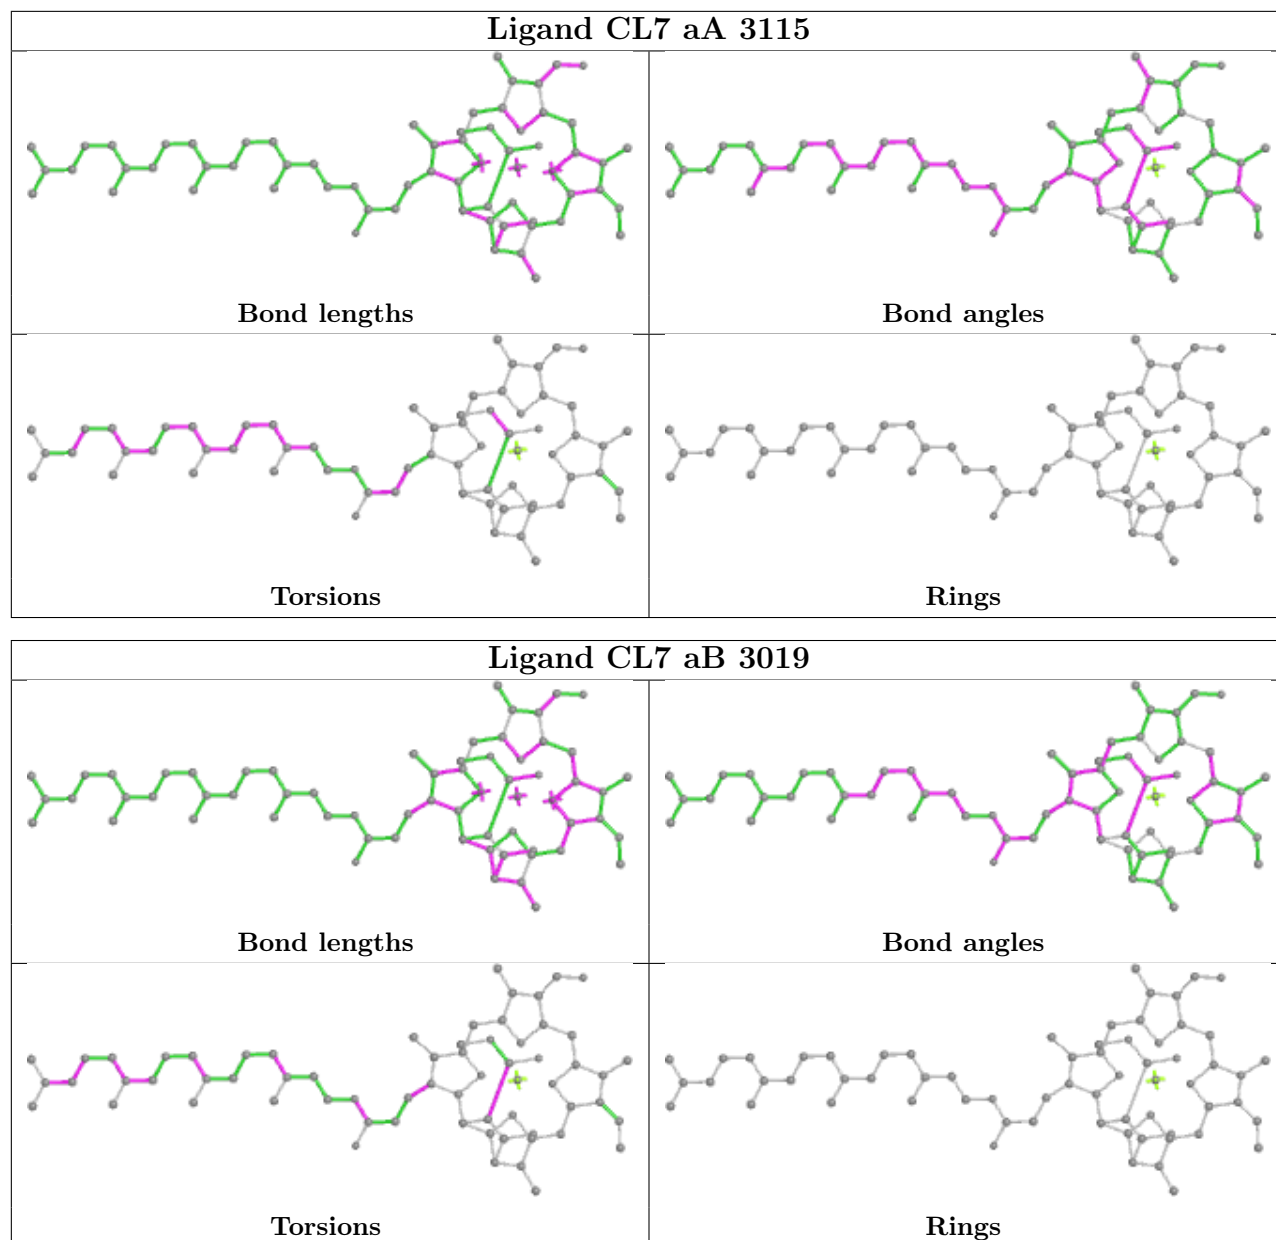 Ligand CL7 aA 3115
Bond lengths
Bond angles
Torsions
Rings
Ligand CL7 aB 3019
Bond lengths
Bond angles
Torsions
Rings